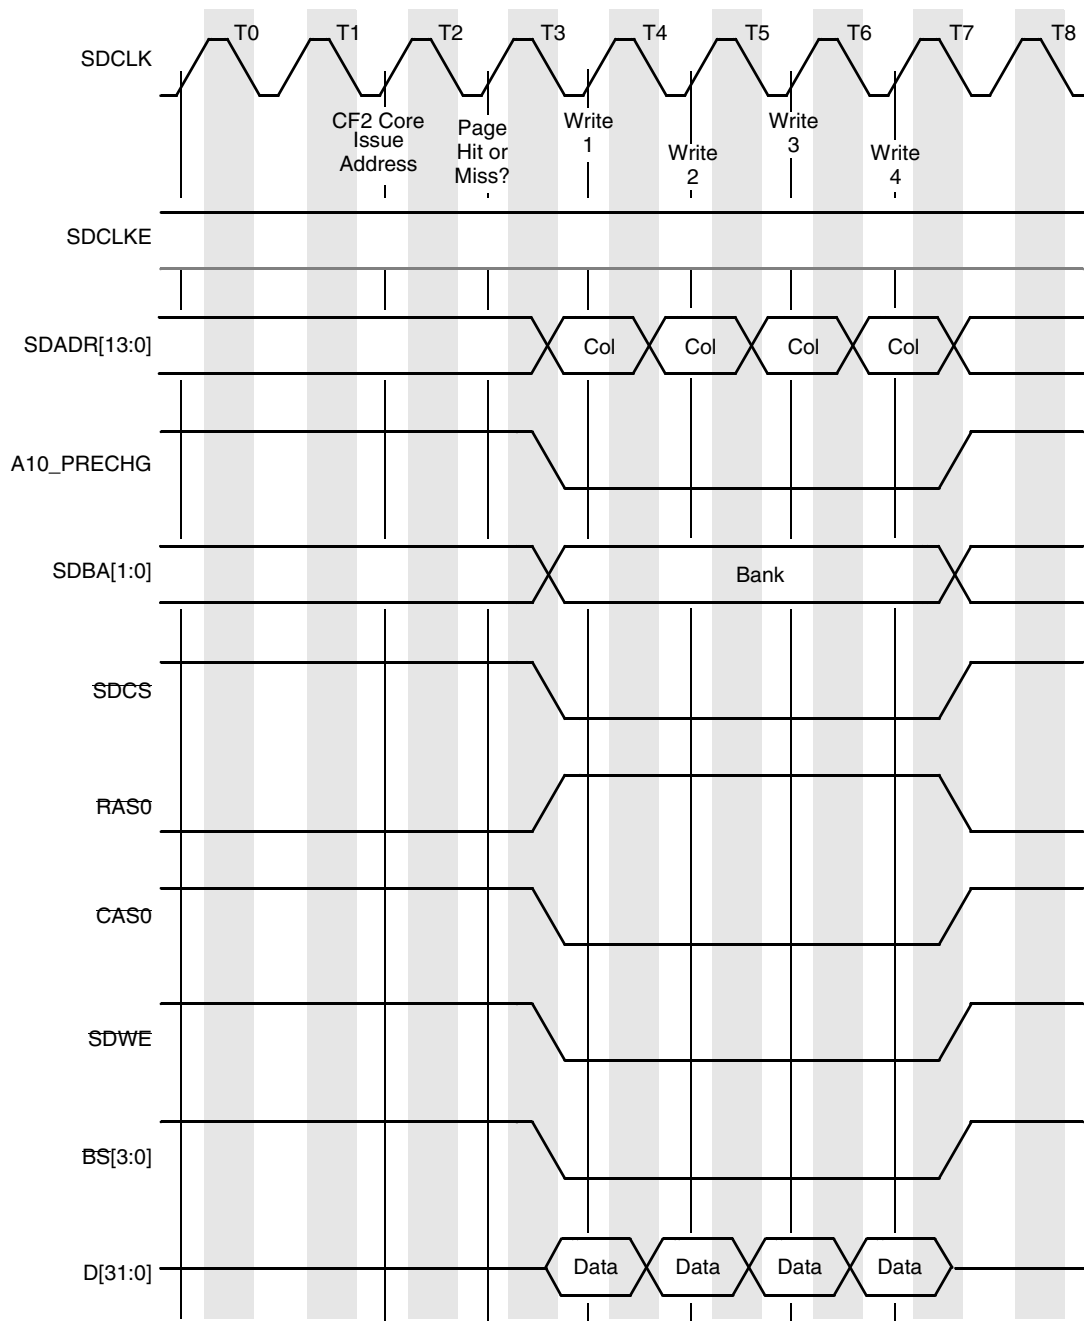 T0 T1 T2 T3 T4 T5 T6 T7 T8
SDCLK
CF2 Core
Issue
Address
Page
Hit or
Miss?
Write
1
Write
2
Write
3
Write
4
SDCLKE
SDADR[13:0] Col Col Col Col
A10_PRECHG
SDBA[1:0] Bank
SDCS
RAS0
CAS0
SDWE
BS[3:0]
D[31:0] Data Data Data Data